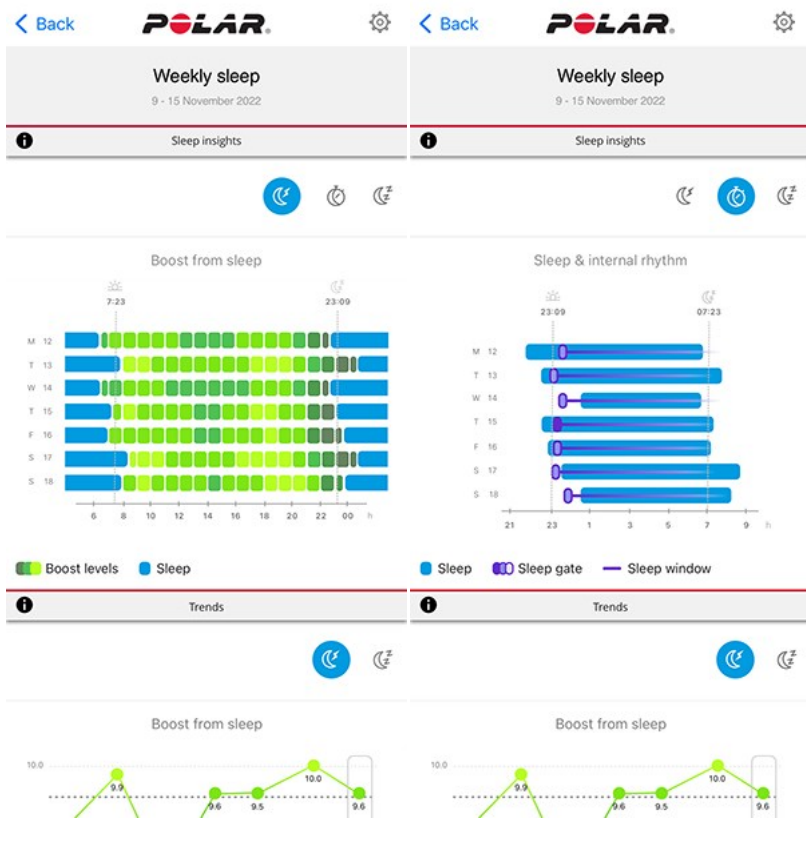 Back
POLAR.
Weekly sleep
9 - 15 November 2022
Sleep insights
Boost from sleep
7:23 23:09
M 12
T 13
W 14
T 15
F 16
S 17
S 18
6 8 10 12 14 16 18 20 22 00 h
Boost levels Sleep
Trends
Boost from sleep
10.0
9.9 9.6 9.5 10.0 9.6
Back
POLAR.
Weekly sleep
9 - 15 November 2022
Sleep insights
Sleep & internal rhythm
23:09 07:23
M 12
T 13
W 14
T 15
F 16
S 17
S 18
21 23 1 3 5 7 9 h
Sleep Sleep gate Sleep window
Trends
Boost from sleep
10.0
9.9 9.6 9.5 10.0 9.6